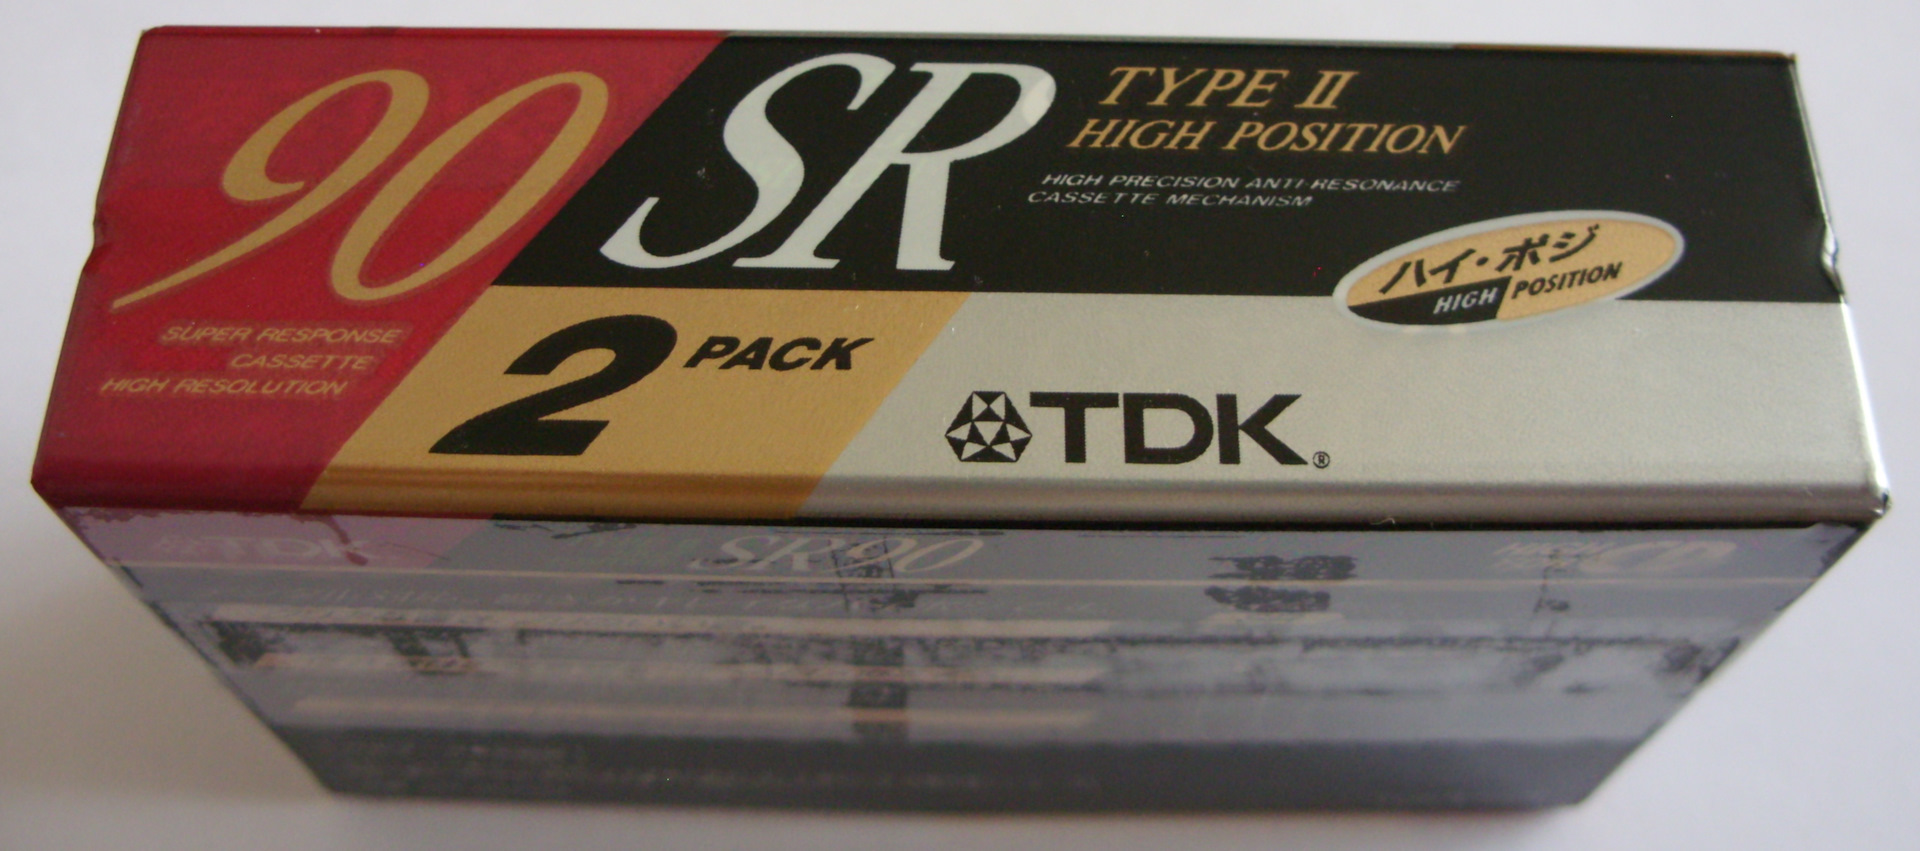 90
SUPER RESPONSE
CASSETTE
HIGH RESOLUTION
SR
TYPE II
HIGH POSITION
HIGH PRECISION ANTI-RESONANCE
CASSETTE MECHANISM
ハイ・ポジ
HIGH POSITION
2 PACK
TDK®
TDK
SR90
CD